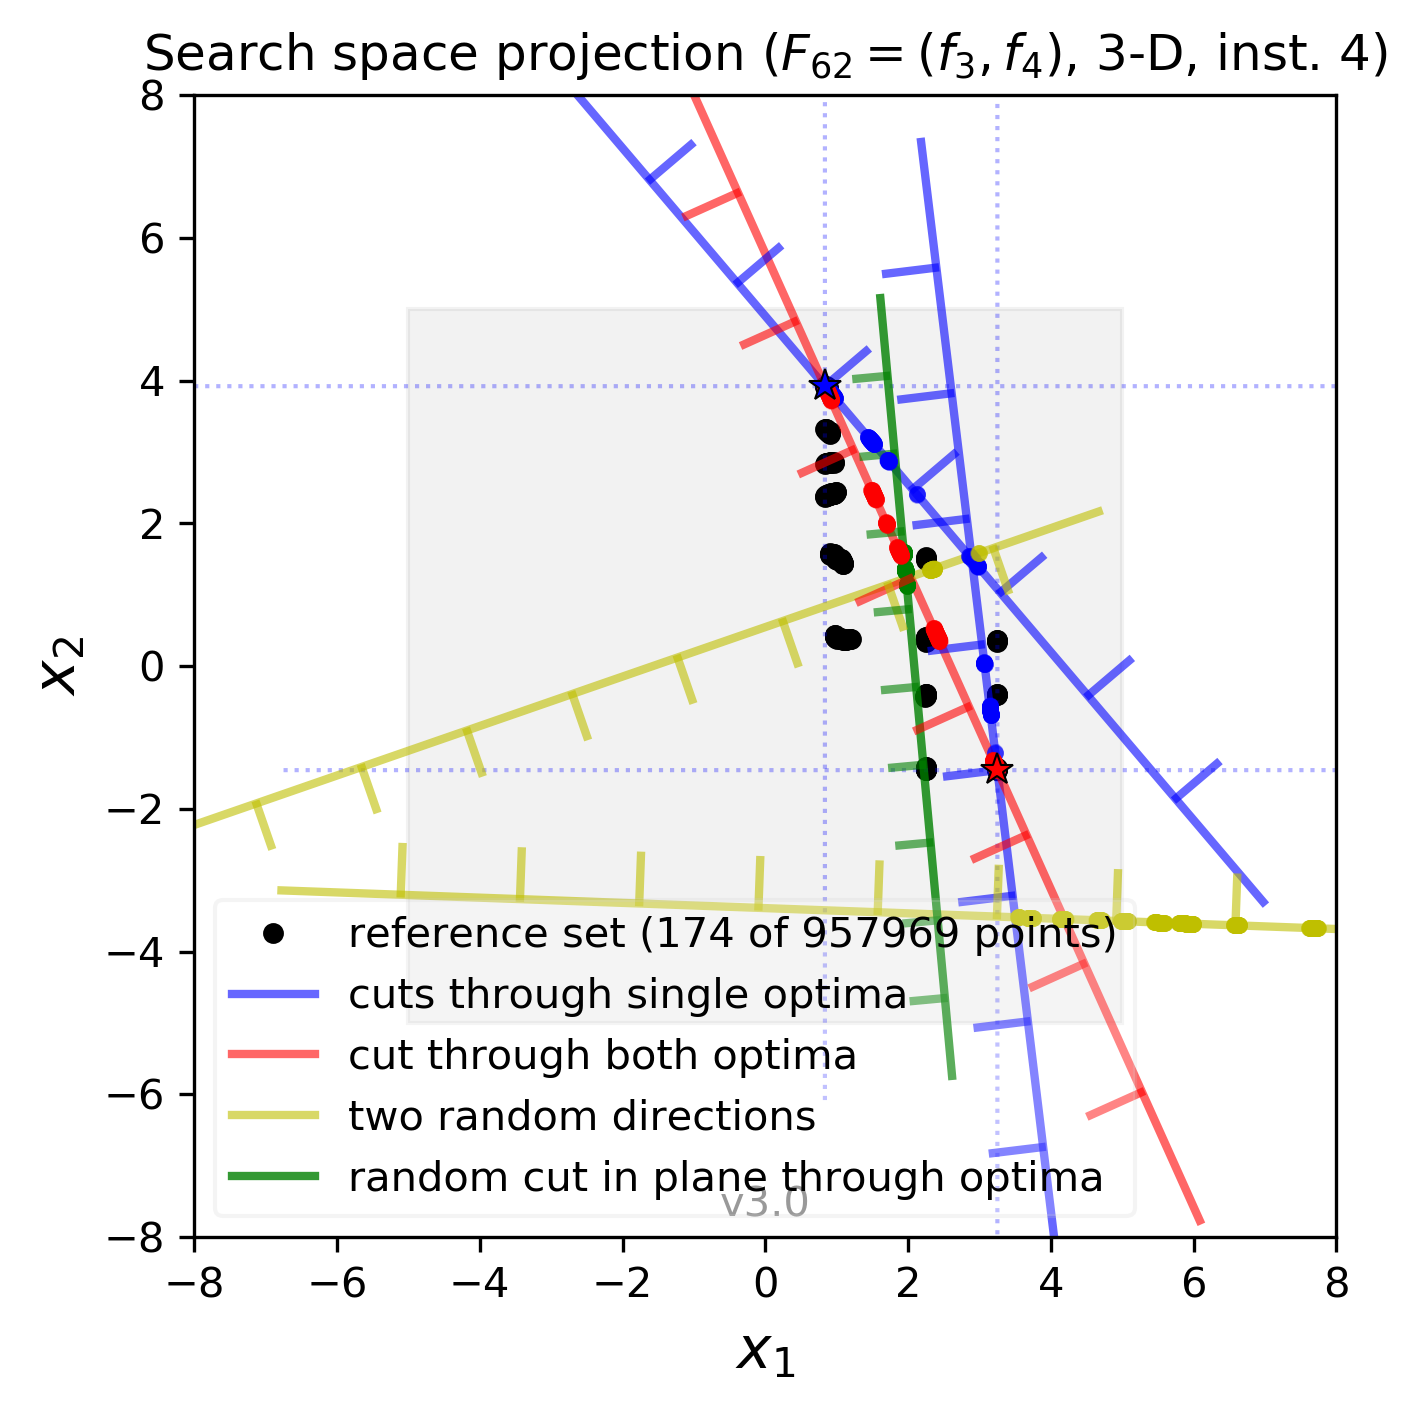 Search space projection (F₆₂ = (f₃, f₄), 3-D, inst. 4)
8
6
4
2
0
−2
−4
−6
−8
x₂
reference set (174 of 957969 points)
cuts through single optima
cut through both optima
two random directions
random cut in plane through optima
v3.0
−8 −6 −4 −2 0 2 4 6 8
x₁